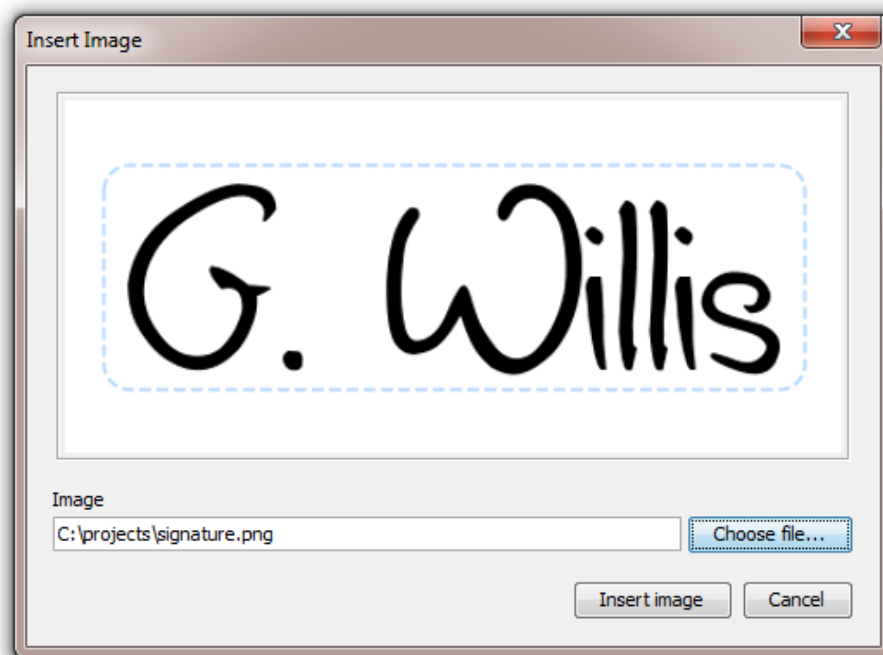 Insert Image
G. Willis
Image
C:\projects\signature.png
Choose file...
Insert image
Cancel